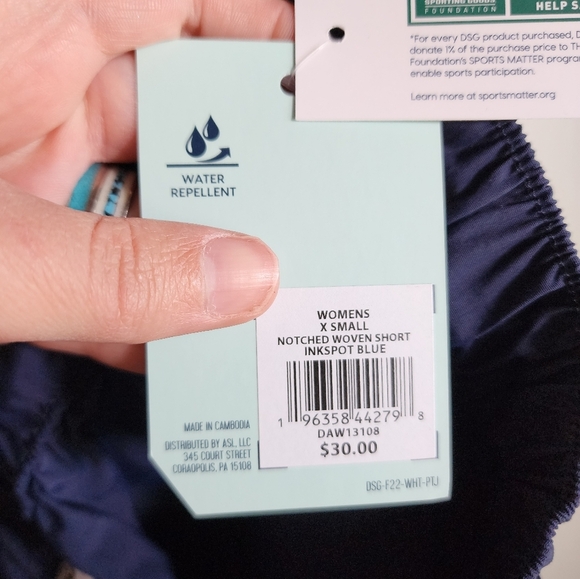 SPORTING GOODS
FOUNDATION
HELP S
*For every DSG product purchased, D
donate 1% of the purchase price to TH
Foundation's SPORTS MATTER progra
enable sports participation.
Learn more at sportsmatter.org
WATER
REPELLENT
WOMENS
X SMALL
NOTCHED WOVEN SHORT
INKSPOT BLUE
1 96358 44279 8
DAW13108
$30.00
MADE IN CAMBODIA
DISTRIBUTED BY ASL, LLC
345 COURT STREET
CORAOPOLIS, PA 15108
DSG-F22-WHT-PTJ